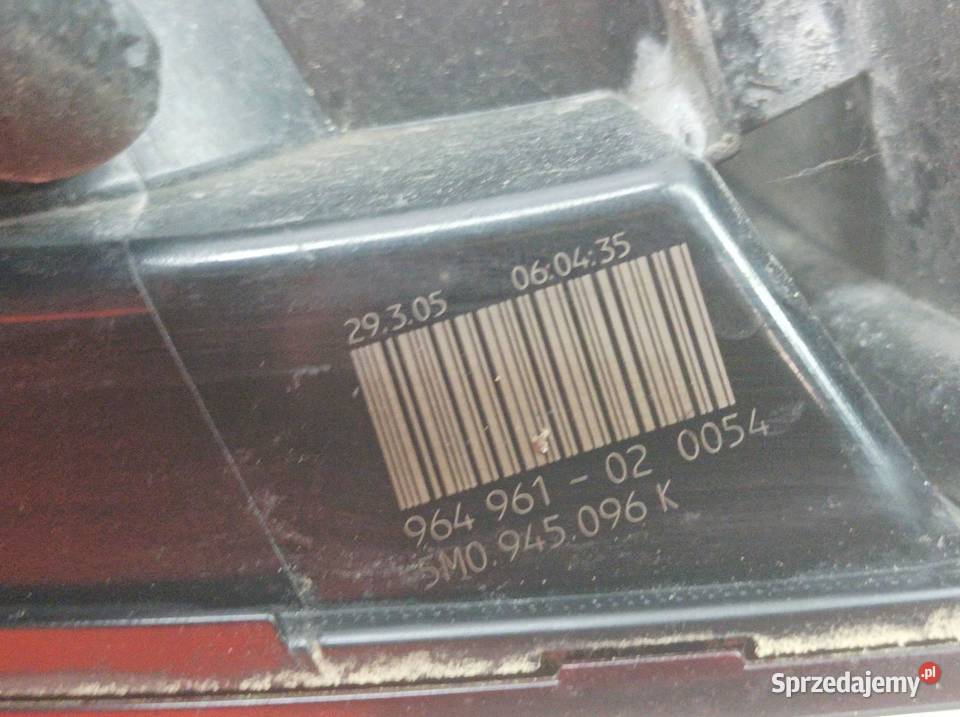 29.3.05 06:04:35
964 961 - 02 0054
5M0.945.096 K
Sprzedajemy.pl